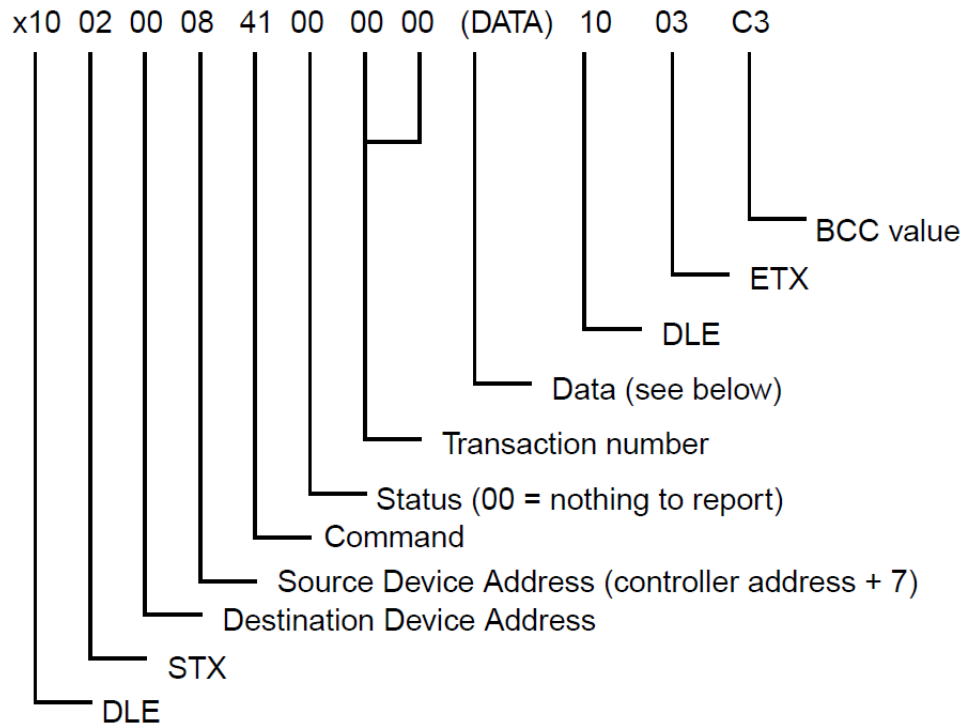 x10 02 00 08 41 00 00 00 (DATA) 10 03 C3
BCC value
ETX
DLE
Data (see below)
Transaction number
Status (00 = nothing to report)
Command
Source Device Address (controller address + 7)
Destination Device Address
STX
DLE